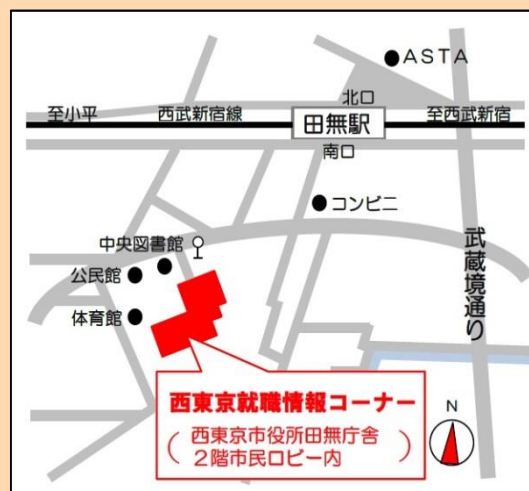 ASTA
北口
至小平
西武新宿線
田無駅
至西武新宿
南口
コンビニ
中央図書館
公民館
体育館
武蔵境通り
西東京就職情報コーナー
(西東京市役所田無庁舎
2階市民ロビー内)
N